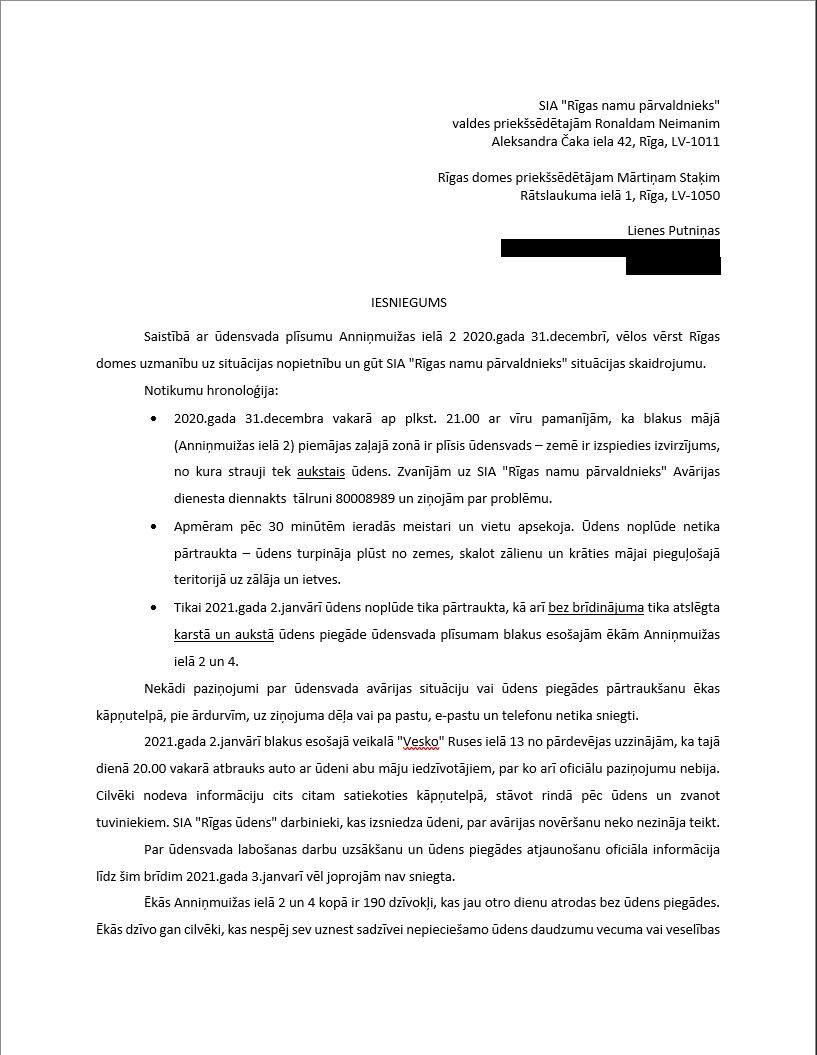 SIA "Rīgas namu pārvaldnieks"
valdes priekšsēdētajām Ronaldam Neimanim
Aleksandra Čaka iela 42, Rīga, LV-1011
Rīgas domes priekšsēdētājam Mārtiņam Staķim
Rātslaukuma ielā 1, Rīga, LV-1050
Lienes Putniņas
IESNIEGUMS
Saistībā ar ūdensvada plīsumu Anniņmuižas ielā 2 2020.gada 31.decembrī, vēlos vērst Rīgas
domes uzmanību uz situācijas nopietnību un gūt SIA "Rīgas namu pārvaldnieks" situācijas skaidrojumu.
Notikumu hronoloģija:
• 2020.gada 31.decembra vakarā ap plkst. 21.00 ar vīru pamanījām, ka blakus mājā
(Anniņmuižas ielā 2) piemājas zaļajā zonā ir plīsis ūdensvads – zemē ir izspiedies izvirzījums,
no kura strauji tek aukstais ūdens. Zvanījām uz SIA "Rīgas namu pārvaldnieks" Avārijas
dienesta diennakts tālruni 80008989 un ziņojām par problēmu.
• Apmēram pēc 30 minūtēm ieradās meistari un vietu apsekoja. Ūdens noplūde netika
pārtraukta – ūdens turpināja plūst no zemes, skalot zālienu un krāties mājai pieguļošajā
teritorijā uz zālāja un ietves.
• Tikai 2021.gada 2.janvārī ūdens noplūde tika pārtraukta, kā arī bez brīdinājuma tika atslēgta
karstā un aukstā ūdens piegāde ūdensvada plīsumam blakus esošajām ēkām Anniņmuižas
ielā 2 un 4.
Nekādi paziņojumi par ūdensvada avārijas situāciju vai ūdens piegādes pārtraukšanu ēkas
kāpņutelpā, pie ārdurvīm, uz ziņojuma dēļa vai pa pastu, e-pastu un telefonu netika sniegti.
2021.gada 2.janvārī blakus esošajā veikalā "Vesko" Ruses ielā 13 no pārdevējas uzzinājām, ka tajā
dienā 20.00 vakarā atbrauks auto ar ūdeni abu māju iedzīvotājiem, par ko arī oficiālu paziņojumu nebija.
Cilvēki nodeva informāciju cits citam satiekoties kāpņutelpā, stāvot rindā pēc ūdens un zvanot
tuviniekiem. SIA "Rīgas ūdens" darbinieki, kas izsniedza ūdeni, par avārijas novēršanu neko nezināja teikt.
Par ūdensvada labošanas darbu uzsākšanu un ūdens piegādes atjaunošanu oficiāla informācija
līdz šim brīdim 2021.gada 3.janvarī vēl joprojām nav sniegta.
Ēkās Anniņmuižas ielā 2 un 4 kopā ir 190 dzīvokļi, kas jau otro dienu atrodas bez ūdens piegādes.
Ēkās dzīvo gan cilvēki, kas nespēj sev uznest sadzīvei nepieciešamo ūdens daudzumu vecuma vai veselības